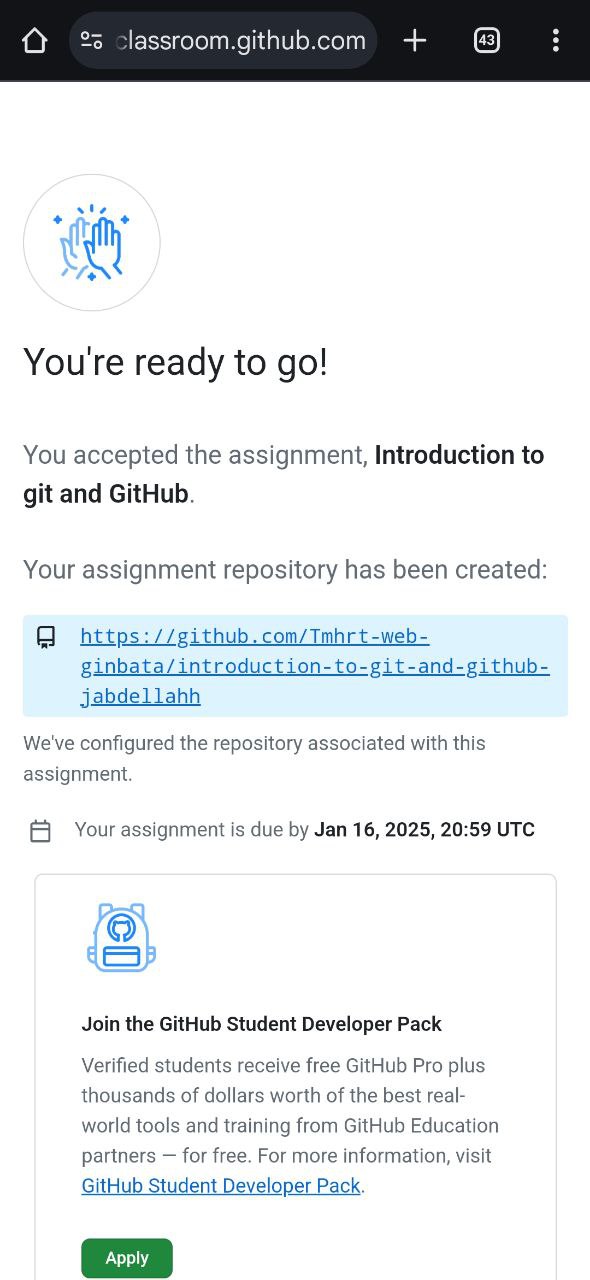 classroom.github.com
43
You're ready to go!
You accepted the assignment, Introduction to
git and GitHub.
Your assignment repository has been created:
https://github.com/Tmhrt-web-
ginbata/introduction-to-git-and-github-
jabdellahh
We've configured the repository associated with this
assignment.
Your assignment is due by Jan 16, 2025, 20:59 UTC
Join the GitHub Student Developer Pack
Verified students receive free GitHub Pro plus
thousands of dollars worth of the best real-
world tools and training from GitHub Education
partners — for free. For more information, visit
GitHub Student Developer Pack.
Apply